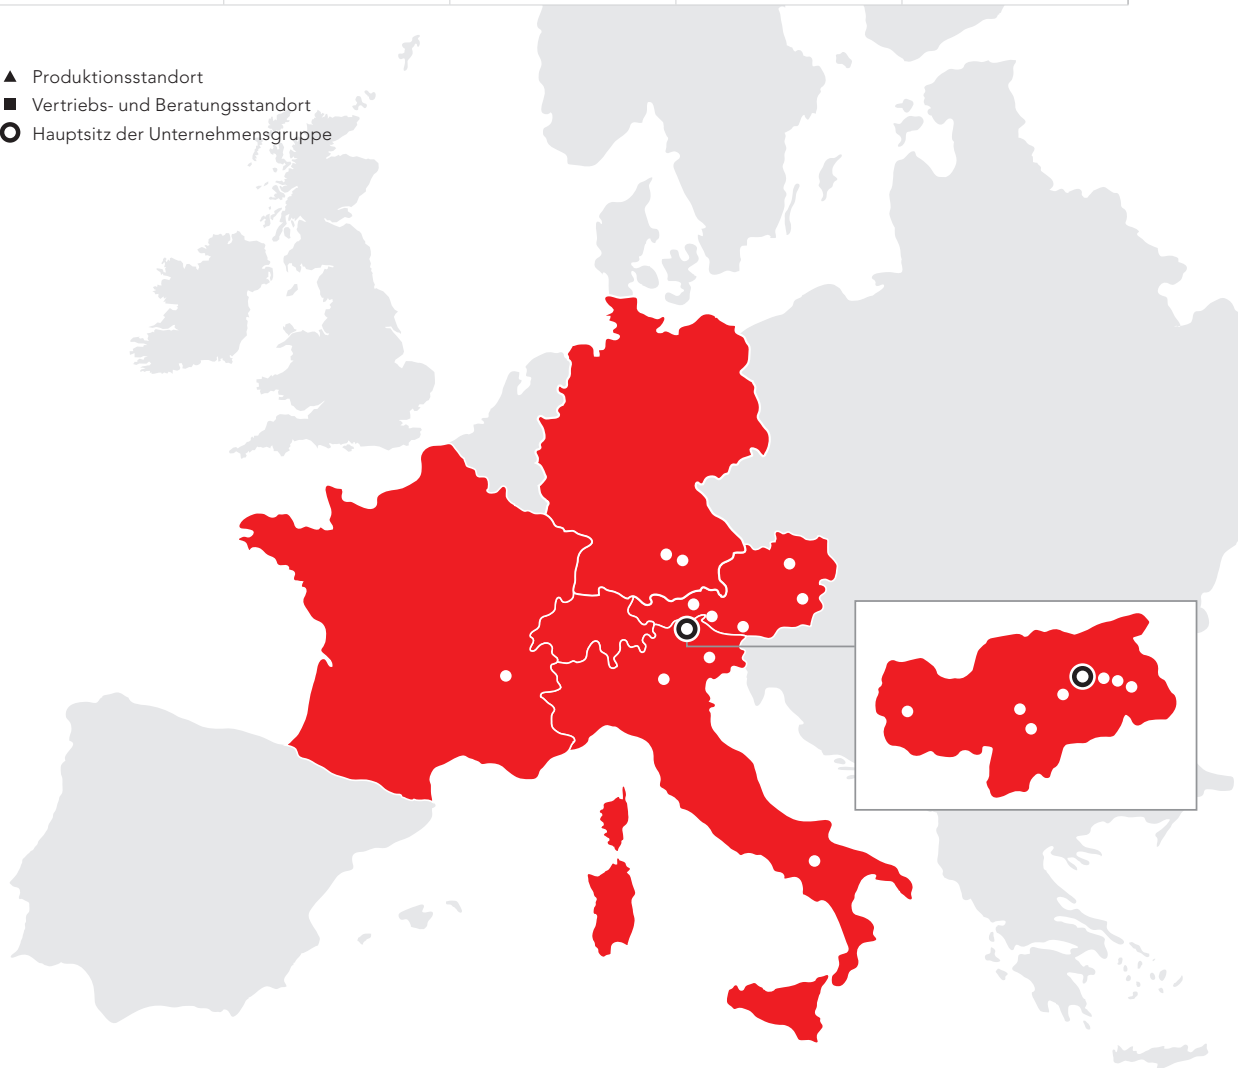 Produktionsstandort
Vertriebs- und Beratungsstandort
Hauptsitz der Unternehmensgruppe